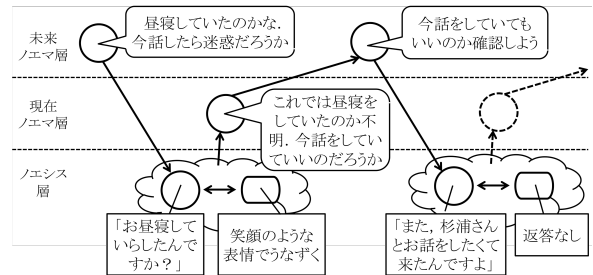 未来
ノエマ層
昼寝していたのかな.
今話したら迷惑だろうか
今話をしていても
いいのか確認しよう
現在
ノエマ層
これでは昼寝を
していたのか不
明. 今話をしてい
ていいのだろうか
ノエシス
層
「お昼寝して
いらしたんで
すか？」
笑顔のような
表情でうなずく
「また, 杉浦さん
とお話をしたくて
来たんですよ」
返答なし